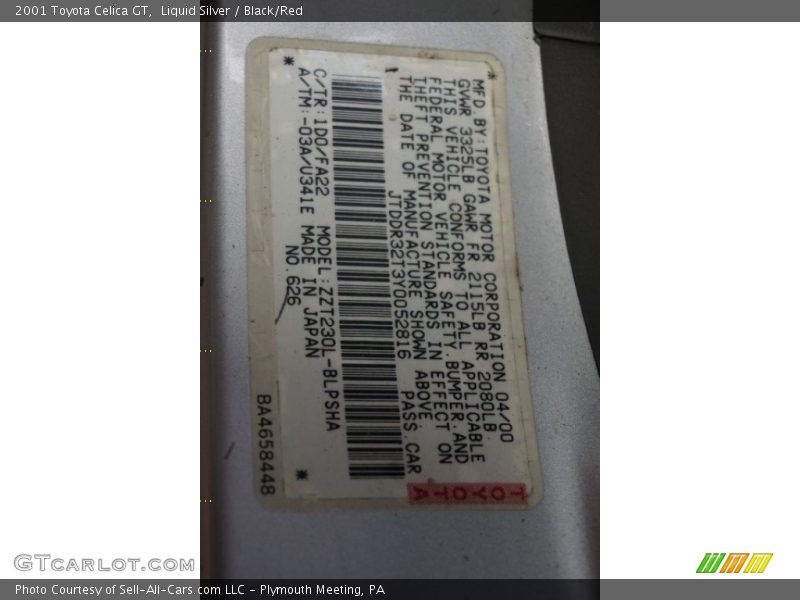 2001 Toyota Celica GT, Liquid Silver / Black/Red
MFD.BY:TOYOTA MOTOR CORPORATION 04/00
GVWR 3325LB GAWR FR 2115LB RR 2080LB.
THIS VEHICLE CONFORMS TO ALL APPLICABLE
FEDERAL MOTOR VEHICLE SAFETY.BUMPER.AND
THEFT PREVENTION STANDARDS IN EFFECT ON
THE DATE OF MANUFACTURE SHOWN ABOVE.
JTDDR32T3Y0052816 PASS.CAR
C/TR:1D0/FA22 MODEL:ZZT230L-BLPSHA
A/TM:-03A/U341E MADE IN JAPAN
NO.626
BA4658448
TOYOTA
GTCARLOT.COM
Photo Courtesy of Sell-All-Cars.com LLC - Plymouth Meeting, PA